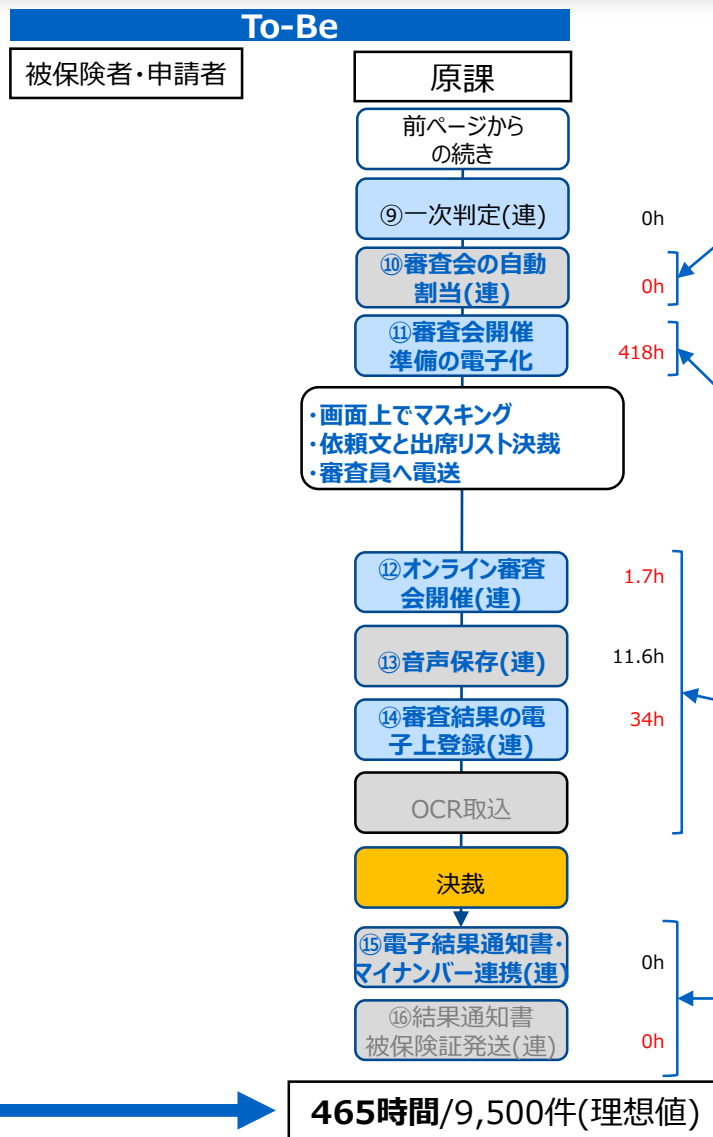 To-Be
被保険者・申請者
原課
前ページから
の続き
⑨一次判定(連)
0h
⑩審査会の自動
割当(連)
0h
⑪審査会開催
準備の電子化
418h
・画面上でマスキング
・依頼文と出席リスト決裁
・審査員へ電送
⑫オンライン審査
会開催(連)
1.7h
⑬音声保存(連)
11.6h
⑭審査結果の電
子上登録(連)
34h
OCR取込
決裁
⑮電子結果通知書・
マイナンバー連携(連)
0h
⑯結果通知書
被保険証発送(連)
0h
465時間/9,500件(理想値)